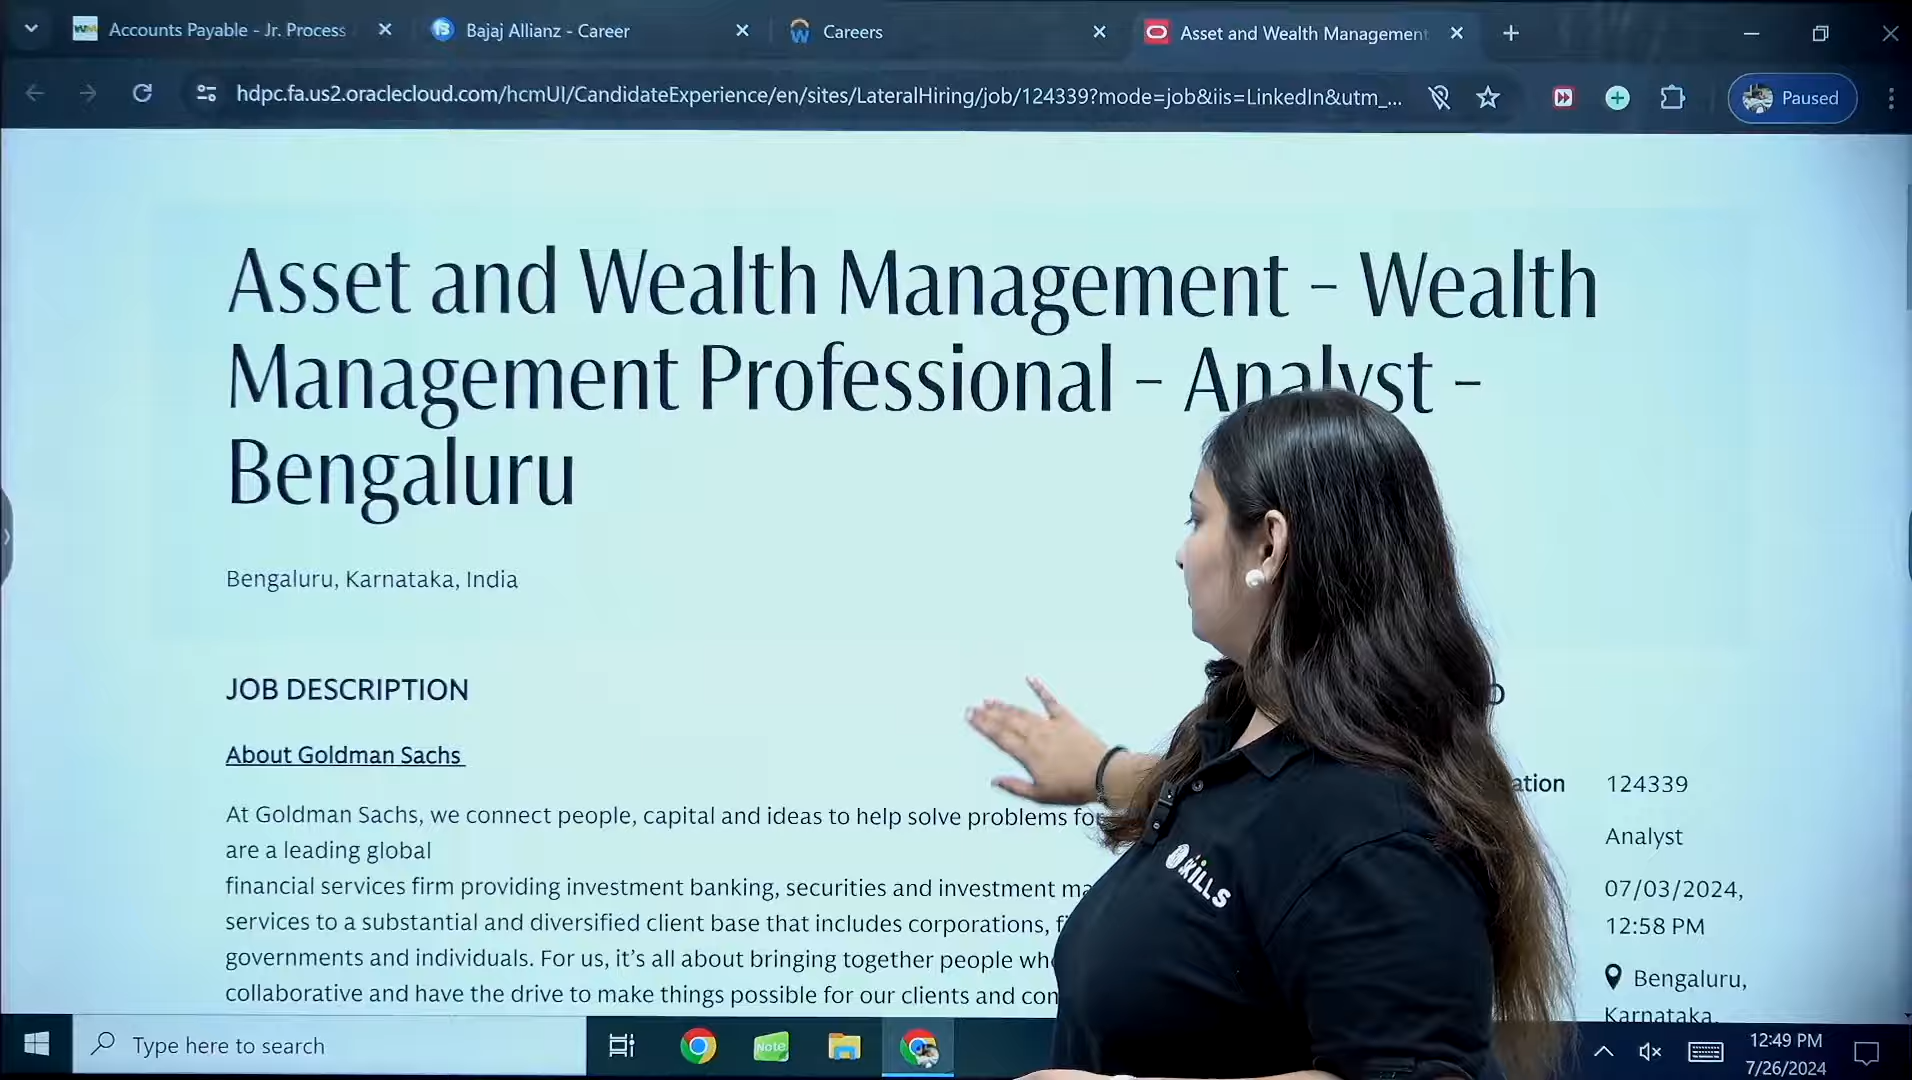 Accounts Payable - Jr. Process
Bajaj Allianz - Career
Careers
Asset and Wealth Management
hdpc.fa.us2.oraclecloud.com/hcmUI/CandidateExperience/en/sites/LateralHiring/job/124339?mode=job&iis=LinkedIn&utm_...
Paused
Asset and Wealth Management - Wealth
Management Professional - Analyst -
Bengaluru
Bengaluru, Karnataka, India
JOB DESCRIPTION
About Goldman Sachs
At Goldman Sachs, we connect people, capital and ideas to help solve problems for
are a leading global
financial services firm providing investment banking, securities and investment ma
services to a substantial and diversified client base that includes corporations, fi
governments and individuals. For us, it's all about bringing together people who
collaborative and have the drive to make things possible for our clients and com
ation 124339
Analyst
07/03/2024,
12:58 PM
Bengaluru,
Karnataka,
SKILLS
Type here to search
Note
12:49 PM
7/26/2024